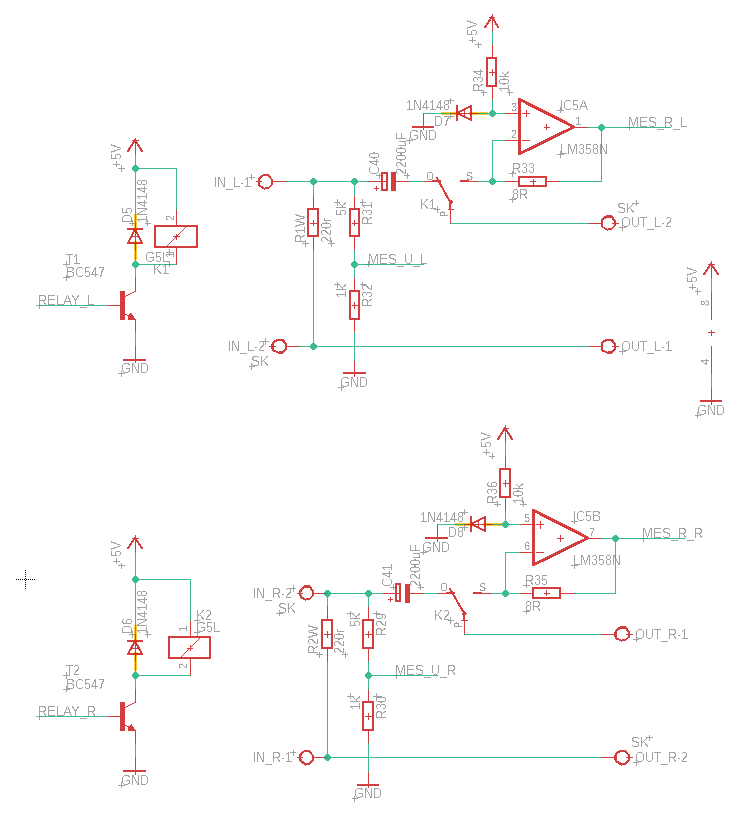 +5V
R34
10k
1N4148
D7
GND
3
2
1
IC5A
LM358N
MES_R_L
R33
8R
C40
2200uF
IN_L-1
O
S
P
K1
SK
OUT_L-2
5K
R31
R1W
220r
MES_U_L
1K
R32
IN_L-2
SK
OUT_L-1
GND
+5V
D5
1N4148
2
1
G5L
K1
T1
BC547
RELAY_L
GND
+5V
8
4
GND
+5V
R36
10k
1N4148
D8
GND
5
6
7
IC5B
LM358N
MES_R_R
R35
8R
C41
2200uF
IN_R-2
SK
O
S
P
K2
OUT_R-1
5K
R29
R2W
220r
MES_U_R
1K
R30
IN_R-1
SK
OUT_R-2
GND
+5V
D6
1N4148
K2
G5L
1
2
T2
BC547
RELAY_R
GND